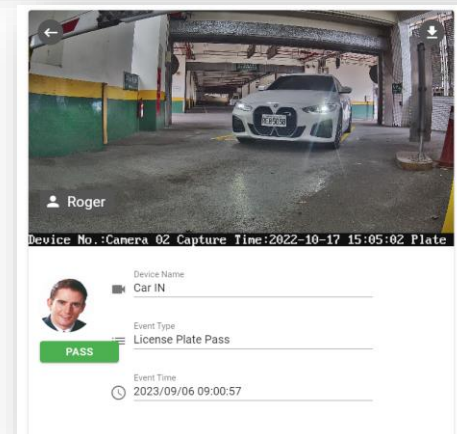 Roger
Device No.:Camera 02 Capture Time:2022-10-17 15:05:02 Plate
Device Name
Car IN
Event Type
License Plate Pass
PASS
Event Time
2023/09/06 09:00:57